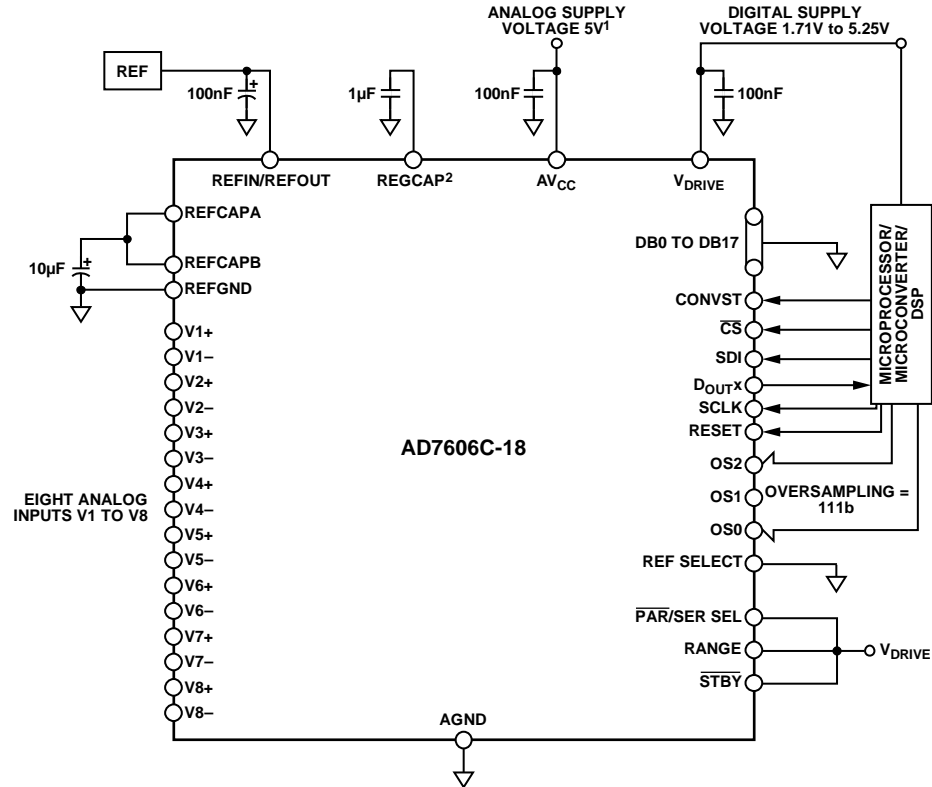 ANALOG SUPPLY
VOLTAGE 5V1
DIGITAL SUPPLY
VOLTAGE 1.71V to 5.25V
REF
100nF
+
1µF
100nF
100nF
REFIN/REFOUT
REGCAP2
AVCC
VDRIVE
REFCAPA
REFCAPB
REFGND
10µF
+
V1+
V1–
V2+
V2–
V3+
V3–
V4+
V4–
V5+
V5–
V6+
V6–
V7+
V7–
V8+
V8–
EIGHT ANALOG
INPUTS V1 TO V8
AD7606C-18
DB0 TO DB17
CONVST
CS
SDI
DOUTx
SCLK
RESET
OS2
OS1
OS0
OVERSAMPLING =
111b
REF SELECT
PAR/SER SEL
RANGE
STBY
VDRIVE
MICROPROCESSOR/
MICROCONVERTER/
DSP
AGND